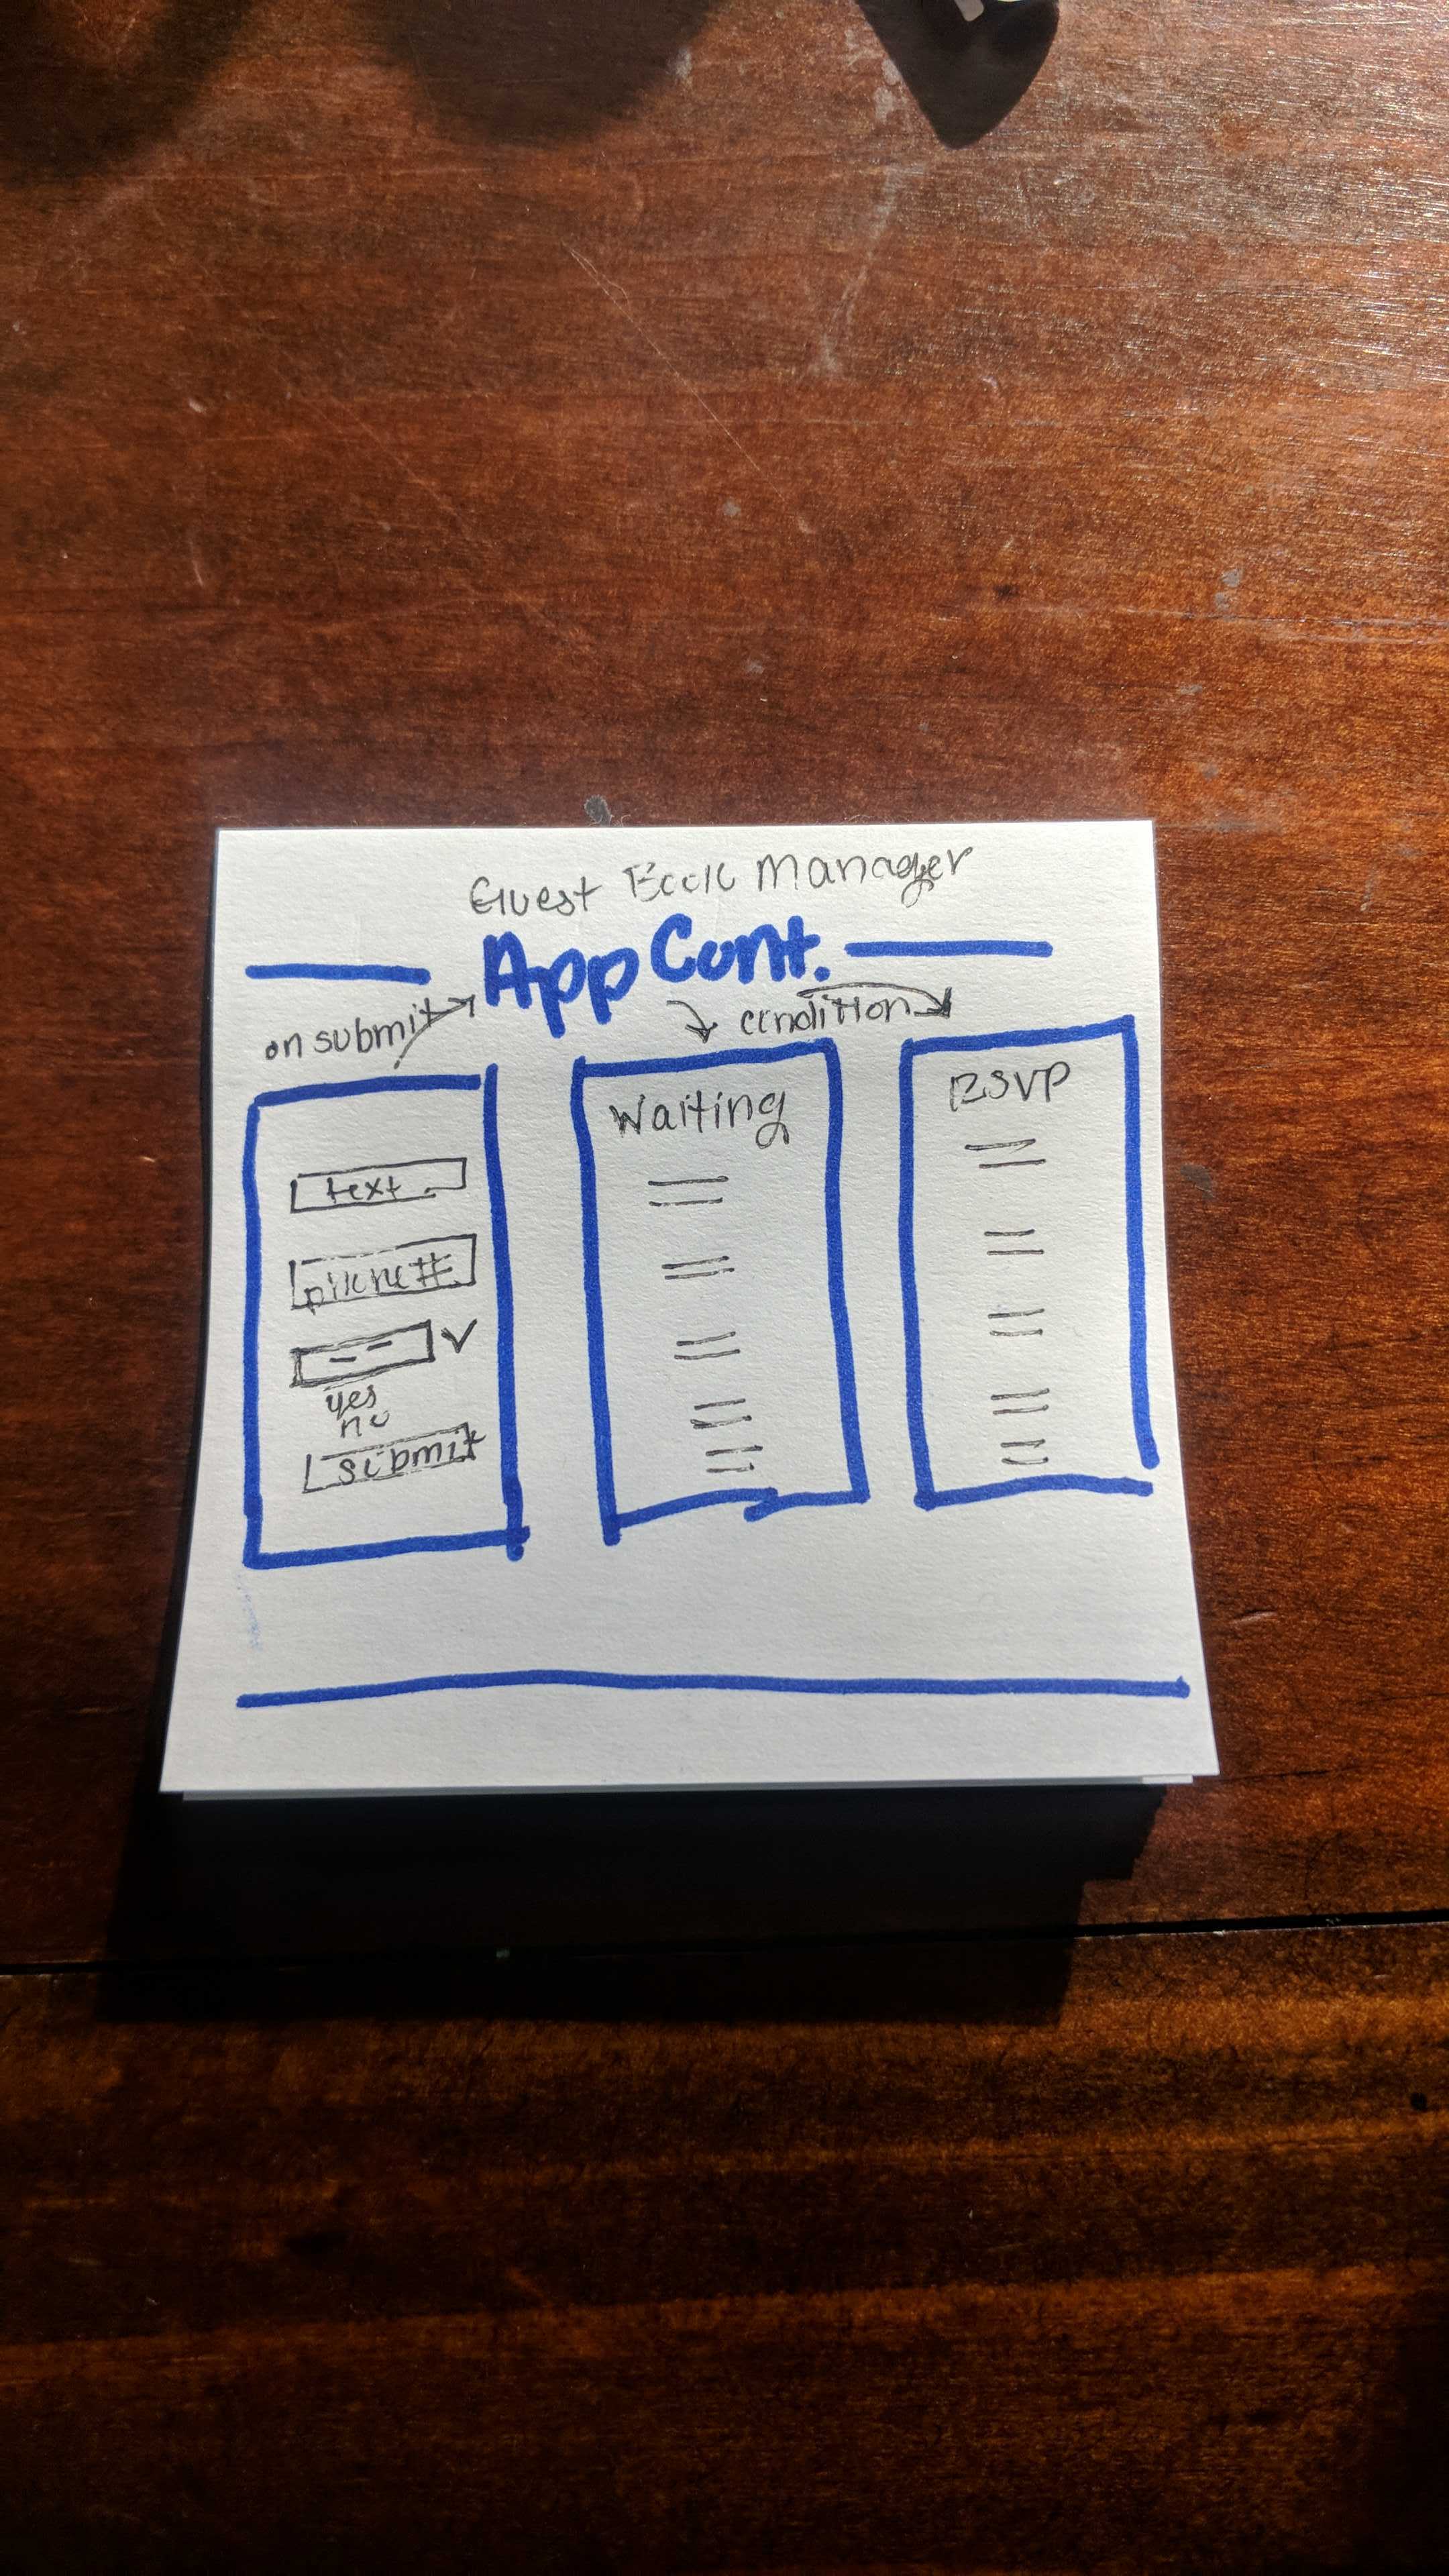 Guest Book Manager
App Cont.
on submit
condition
text
phone#
yes
no
submit
Waiting
RSVP